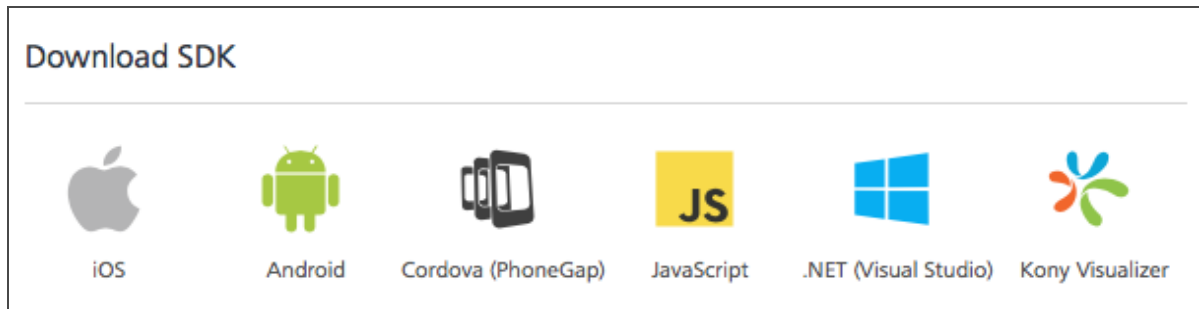 Download SDK
JS
iOS Android Cordova (PhoneGap) JavaScript .NET (Visual Studio) Kony Visualizer